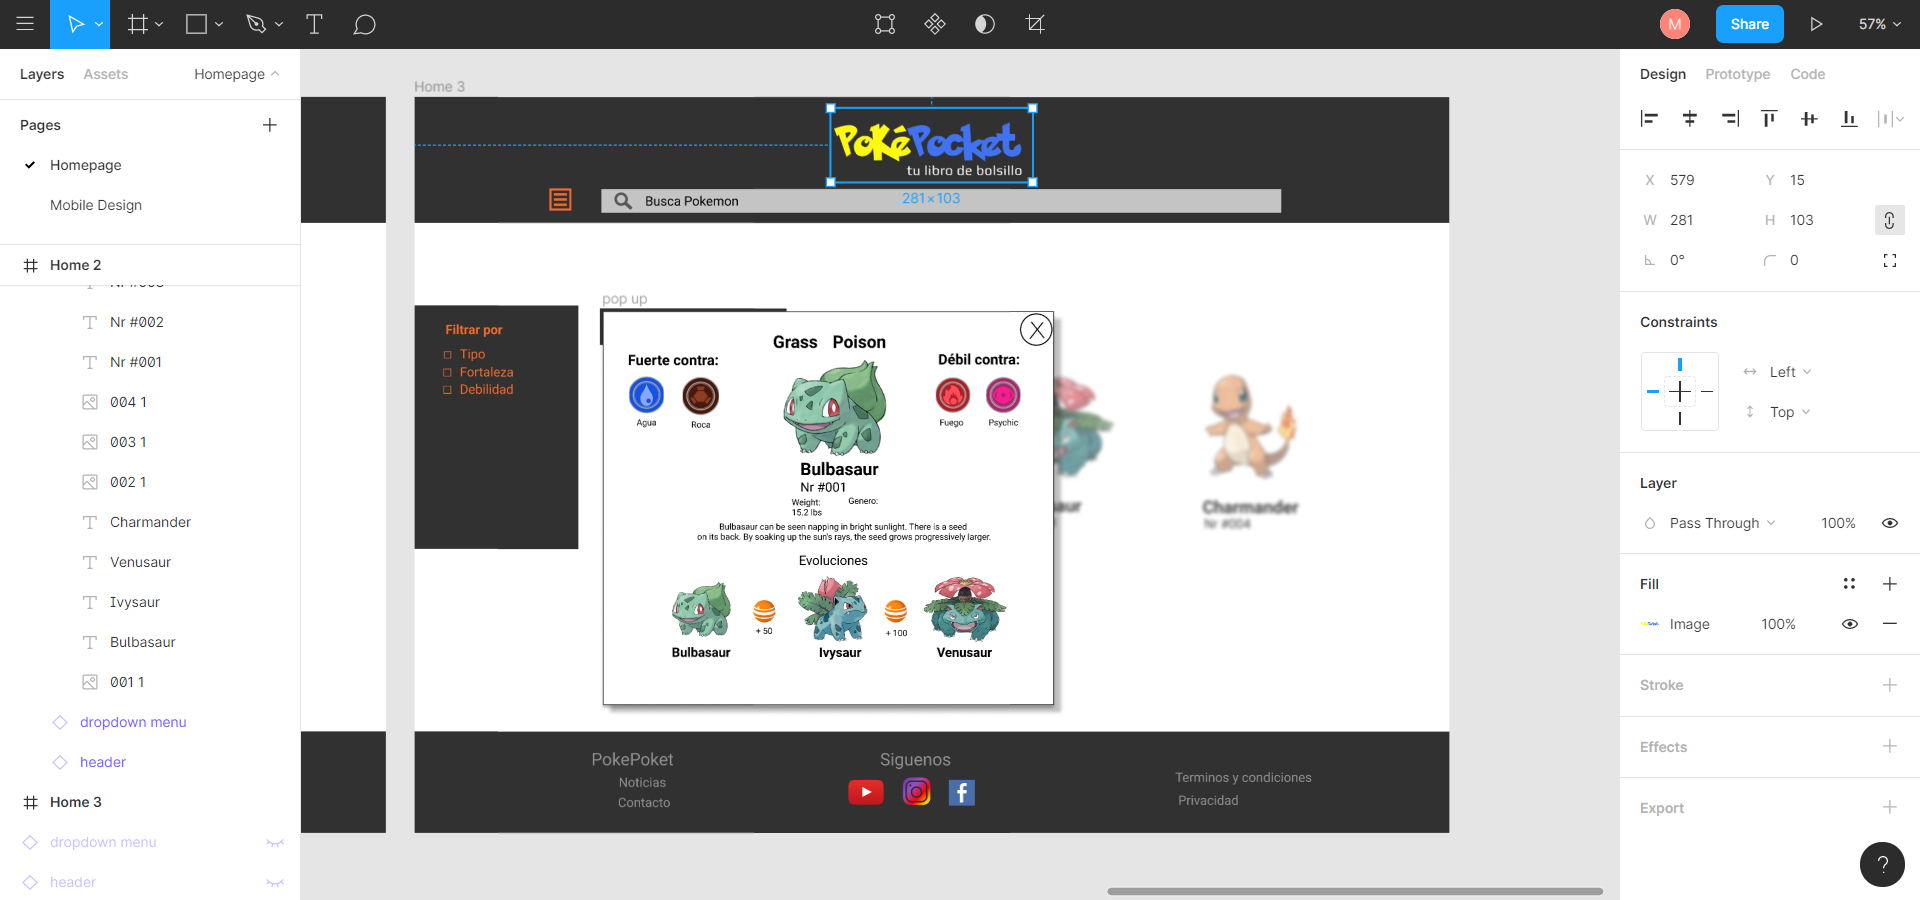 M
Share
57%
Layers
Assets
Homepage
Pages
Homepage
Mobile Design
Home 2
Nr #002
Nr #001
004 1
003 1
002 1
Charmander
Venusaur
Ivysaur
Bulbasaur
001 1
dropdown menu
header
Home 3
dropdown menu
header
Home 3
PokéPocket
tu libro de bolsillo
Busca Pokemon
281 × 103
pop up
Filtrar por
Tipo
Fortaleza
Debilidad
Grass Poison
Fuerte contra:
Débil contra:
Agua
Roca
Fuego
Psychic
Bulbasaur
Nr #001
Weight:
15.2 lbs
Genero:
Bulbasaur can be seen napping in bright sunlight. There is a seed
on its back. By soaking up the sun's rays, the seed grows progressively larger.
Evoluciones
+ 50
+ 100
Bulbasaur
Ivysaur
Venusaur
aur
Charmander
Nr #004
PokePoket
Noticias
Contacto
Siguenos
Terminos y condiciones
Privacidad
Design
Prototype
Code
X 579
Y 15
W 281
H 103
0°
0
Constraints
Left
Top
Layer
Pass Through
100%
Fill
Image
100%
Stroke
Effects
Export
?